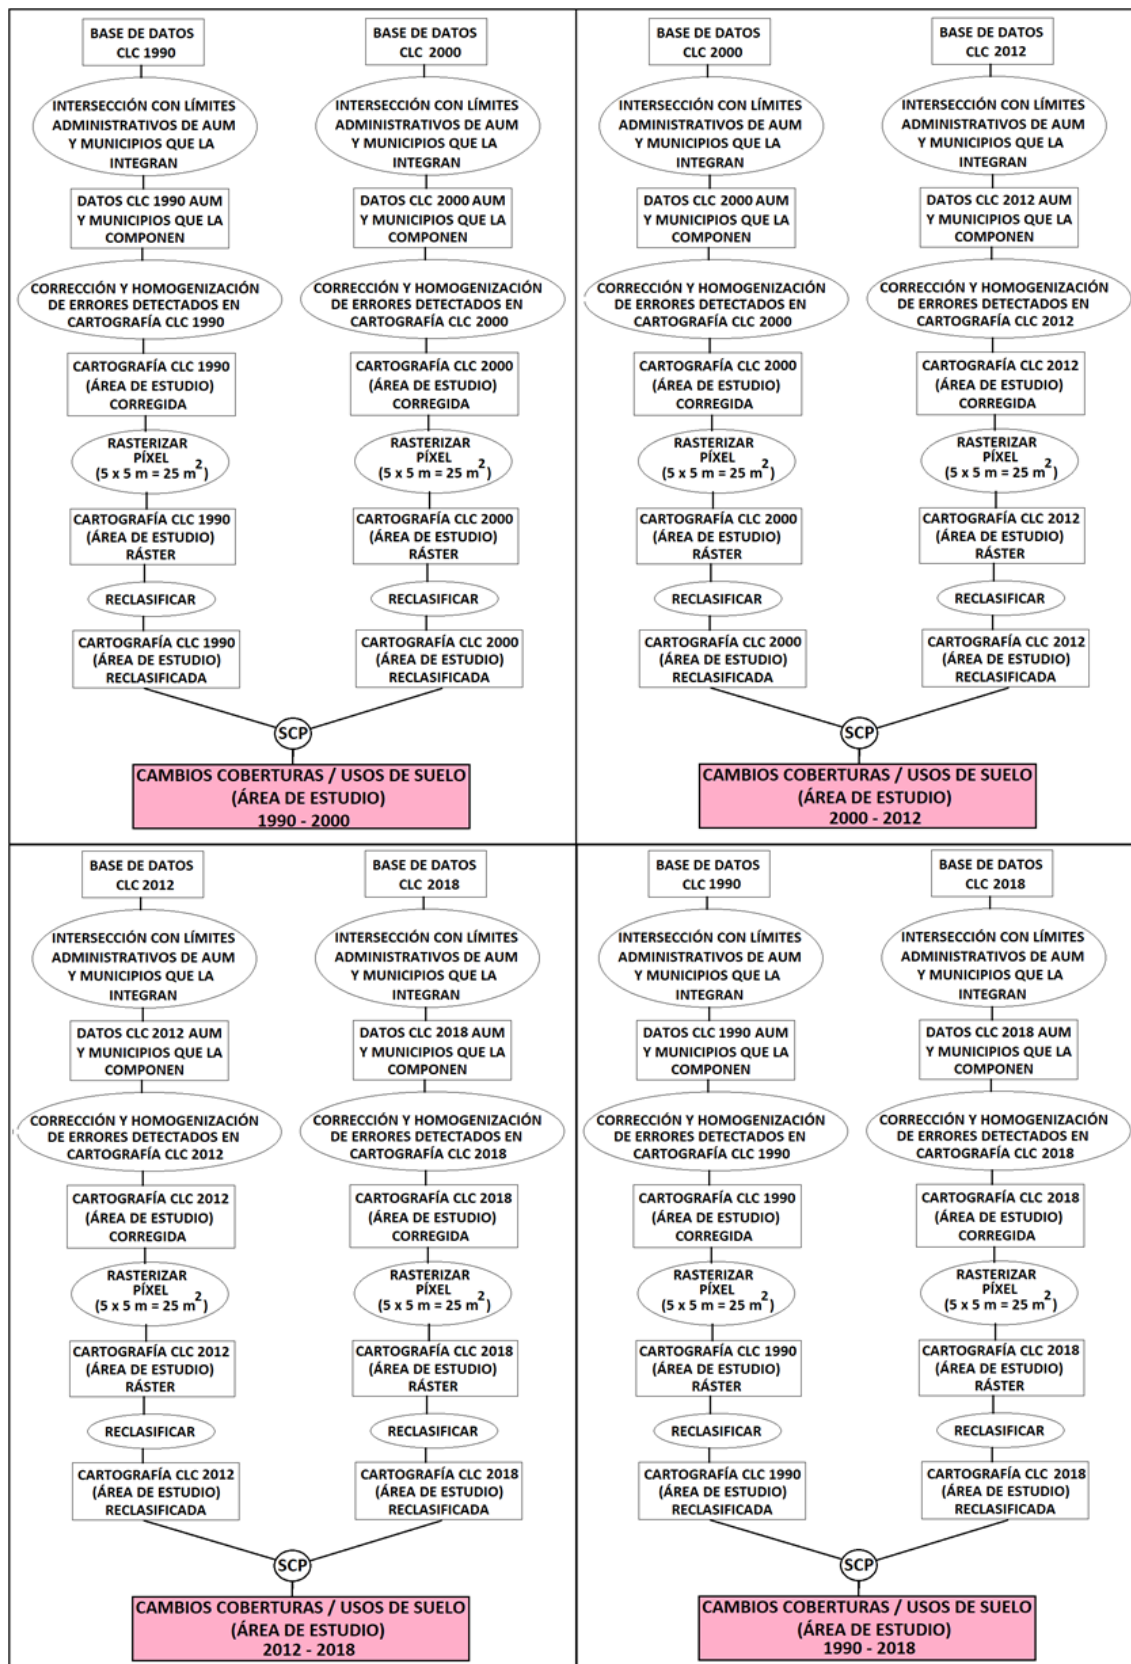 BASE DE DATOS
CLC 1990
INTERSECCIÓN CON LÍMITES
ADMINISTRATIVOS DE AUM
Y MUNICIPIOS QUE LA
INTEGRAN
DATOS CLC 1990 AUM
Y MUNICIPIOS QUE LA
COMPONEN
CORRECCIÓN Y HOMOGENIZACIÓN
DE ERRORES DETECTADOS EN
CARTOGRAFÍA CLC 1990
CARTOGRAFÍA CLC 1990
(ÁREA DE ESTUDIO)
CORREGIDA
RASTERIZAR
PÍXEL
(5 x 5 m = 25 m²)
CARTOGRAFÍA CLC 1990
(ÁREA DE ESTUDIO)
RÁSTER
RECLASIFICAR
CARTOGRAFÍA CLC 1990
(ÁREA DE ESTUDIO)
RECLASIFICADA
BASE DE DATOS
CLC 2000
INTERSECCIÓN CON LÍMITES
ADMINISTRATIVOS DE AUM
Y MUNICIPIOS QUE LA
INTEGRAN
DATOS CLC 2000 AUM
Y MUNICIPIOS QUE LA
COMPONEN
CORRECCIÓN Y HOMOGENIZACIÓN
DE ERRORES DETECTADOS EN
CARTOGRAFÍA CLC 2000
CARTOGRAFÍA CLC 2000
(ÁREA DE ESTUDIO)
CORREGIDA
RASTERIZAR
PÍXEL
(5 x 5 m = 25 m²)
CARTOGRAFÍA CLC 2000
(ÁREA DE ESTUDIO)
RÁSTER
RECLASIFICAR
CARTOGRAFÍA CLC 2000
(ÁREA DE ESTUDIO)
RECLASIFICADA
SCP
CAMBIOS COBERTURAS / USOS DE SUELO
(ÁREA DE ESTUDIO)
1990 - 2000
BASE DE DATOS
CLC 2000
INTERSECCIÓN CON LÍMITES
ADMINISTRATIVOS DE AUM
Y MUNICIPIOS QUE LA
INTEGRAN
DATOS CLC 2000 AUM
Y MUNICIPIOS QUE LA
COMPONEN
CORRECCIÓN Y HOMOGENIZACIÓN
DE ERRORES DETECTADOS EN
CARTOGRAFÍA CLC 2000
CARTOGRAFÍA CLC 2000
(ÁREA DE ESTUDIO)
CORREGIDA
RASTERIZAR
PÍXEL
(5 x 5 m = 25 m²)
CARTOGRAFÍA CLC 2000
(ÁREA DE ESTUDIO)
RÁSTER
RECLASIFICAR
CARTOGRAFÍA CLC 2000
(ÁREA DE ESTUDIO)
RECLASIFICADA
BASE DE DATOS
CLC 2012
INTERSECCIÓN CON LÍMITES
ADMINISTRATIVOS DE AUM
Y MUNICIPIOS QUE LA
INTEGRAN
DATOS CLC 2012 AUM
Y MUNICIPIOS QUE LA
COMPONEN
CORRECCIÓN Y HOMOGENIZACIÓN
DE ERRORES DETECTADOS EN
CARTOGRAFÍA CLC 2012
CARTOGRAFÍA CLC 2012
(ÁREA DE ESTUDIO)
CORREGIDA
RASTERIZAR
PÍXEL
(5 x 5 m = 25 m²)
CARTOGRAFÍA CLC 2012
(ÁREA DE ESTUDIO)
RÁSTER
RECLASIFICAR
CARTOGRAFÍA CLC 2012
(ÁREA DE ESTUDIO)
RECLASIFICADA
SCP
CAMBIOS COBERTURAS / USOS DE SUELO
(ÁREA DE ESTUDIO)
2000 - 2012
BASE DE DATOS
CLC 2012
INTERSECCIÓN CON LÍMITES
ADMINISTRATIVOS DE AUM
Y MUNICIPIOS QUE LA
INTEGRAN
DATOS CLC 2012 AUM
Y MUNICIPIOS QUE LA
COMPONEN
CORRECCIÓN Y HOMOGENIZACIÓN
DE ERRORES DETECTADOS EN
CARTOGRAFÍA CLC 2012
CARTOGRAFÍA CLC 2012
(ÁREA DE ESTUDIO)
CORREGIDA
RASTERIZAR
PÍXEL
(5 x 5 m = 25 m²)
CARTOGRAFÍA CLC 2012
(ÁREA DE ESTUDIO)
RÁSTER
RECLASIFICAR
CARTOGRAFÍA CLC 2012
(ÁREA DE ESTUDIO)
RECLASIFICADA
BASE DE DATOS
CLC 2018
INTERSECCIÓN CON LÍMITES
ADMINISTRATIVOS DE AUM
Y MUNICIPIOS QUE LA
INTEGRAN
DATOS CLC 2018 AUM
Y MUNICIPIOS QUE LA
COMPONEN
CORRECCIÓN Y HOMOGENIZACIÓN
DE ERRORES DETECTADOS EN
CARTOGRAFÍA CLC 2018
CARTOGRAFÍA CLC 2018
(ÁREA DE ESTUDIO)
CORREGIDA
RASTERIZAR
PÍXEL
(5 x 5 m = 25 m²)
CARTOGRAFÍA CLC 2018
(ÁREA DE ESTUDIO)
RÁSTER
RECLASIFICAR
CARTOGRAFÍA CLC 2018
(ÁREA DE ESTUDIO)
RECLASIFICADA
SCP
CAMBIOS COBERTURAS / USOS DE SUELO
(ÁREA DE ESTUDIO)
2012 - 2018
BASE DE DATOS
CLC 1990
INTERSECCIÓN CON LÍMITES
ADMINISTRATIVOS DE AUM
Y MUNICIPIOS QUE LA
INTEGRAN
DATOS CLC 1990 AUM
Y MUNICIPIOS QUE LA
COMPONEN
CORRECCIÓN Y HOMOGENIZACIÓN
DE ERRORES DETECTADOS EN
CARTOGRAFÍA CLC 1990
CARTOGRAFÍA CLC 1990
(ÁREA DE ESTUDIO)
CORREGIDA
RASTERIZAR
PÍXEL
(5 x 5 m = 25 m²)
CARTOGRAFÍA CLC 1990
(ÁREA DE ESTUDIO)
RÁSTER
RECLASIFICAR
CARTOGRAFÍA CLC 1990
(ÁREA DE ESTUDIO)
RECLASIFICADA
BASE DE DATOS
CLC 2018
INTERSECCIÓN CON LÍMITES
ADMINISTRATIVOS DE AUM
Y MUNICIPIOS QUE LA
INTEGRAN
DATOS CLC 2018 AUM
Y MUNICIPIOS QUE LA
COMPONEN
CORRECCIÓN Y HOMOGENIZACIÓN
DE ERRORES DETECTADOS EN
CARTOGRAFÍA CLC 2018
CARTOGRAFÍA CLC 2018
(ÁREA DE ESTUDIO)
CORREGIDA
RASTERIZAR
PÍXEL
(5 x 5 m = 25 m²)
CARTOGRAFÍA CLC 2018
(ÁREA DE ESTUDIO)
RÁSTER
RECLASIFICAR
CARTOGRAFÍA CLC 2018
(ÁREA DE ESTUDIO)
RECLASIFICADA
SCP
CAMBIOS COBERTURAS / USOS DE SUELO
(ÁREA DE ESTUDIO)
1990 - 2018